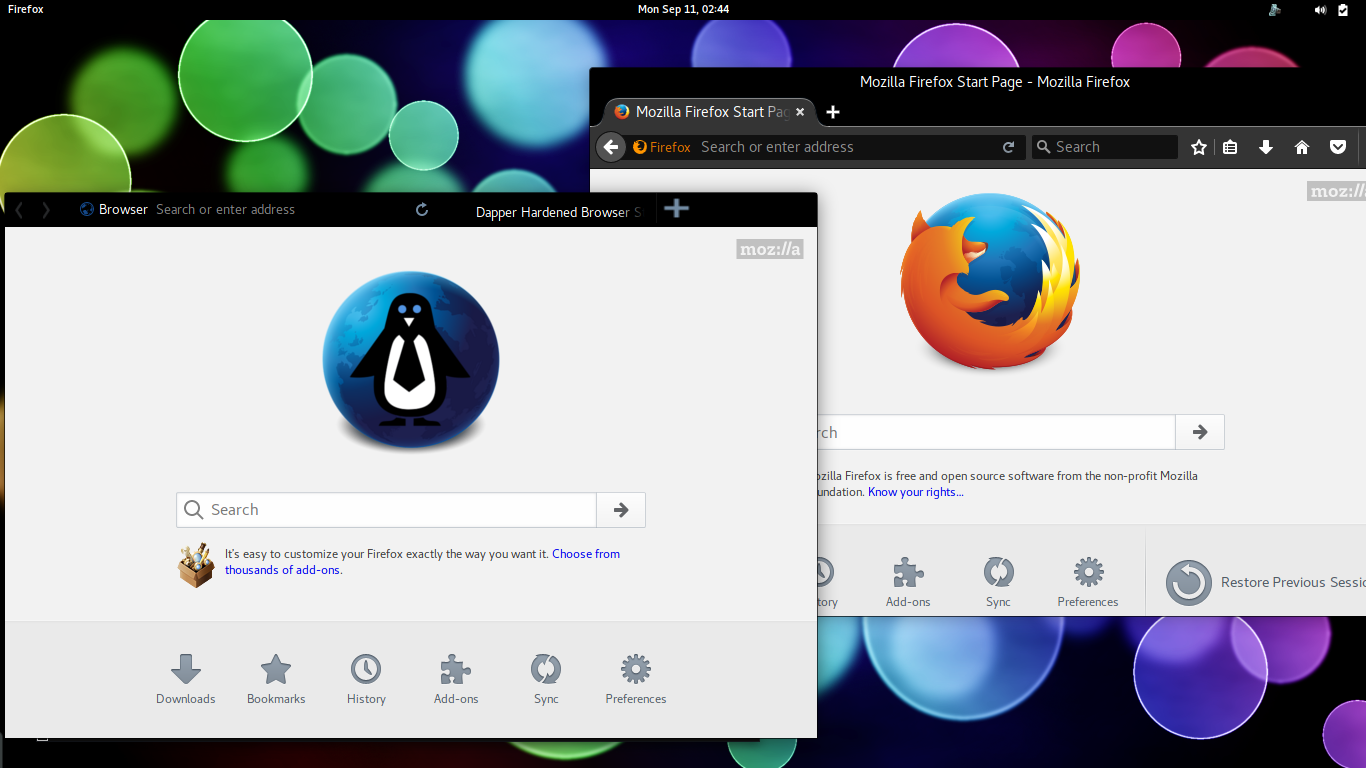 Firefox
Mon Sep 11, 02:44
Mozilla Firefox Start Page - Mozilla Firefox
Mozilla Firefox Start Pag
Firefox Search or enter address
Search
moz://a
Browser Search or enter address
Dapper Hardened Browser S
moz://a
Search
It's easy to customize your Firefox exactly the way you want it. Choose from
thousands of add-ons.
Downloads
Bookmarks
History
Add-ons
Sync
Preferences
rch
ozilla Firefox is free and open source software from the non-profit Mozilla
undation. Know your rights...
tory
Add-ons
Sync
Preferences
Restore Previous Sessio